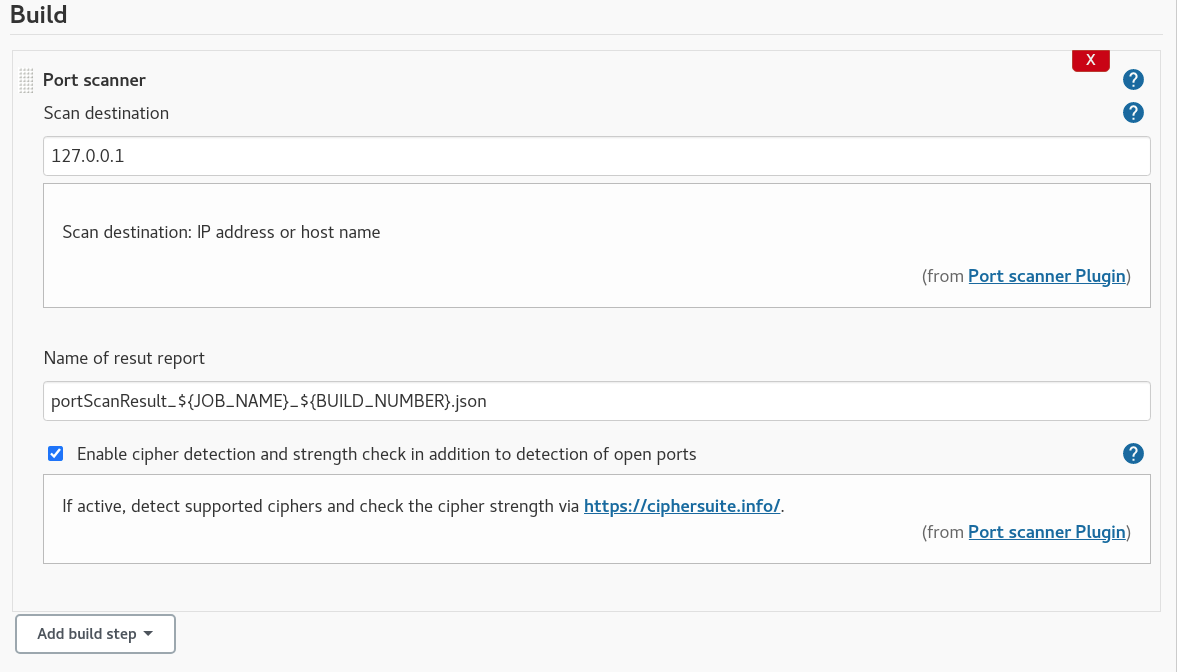 Build
X
Port scanner
?
Scan destination
?
127.0.0.1
Scan destination: IP address or host name
(from Port scanner Plugin)
Name of resut report
portScanResult_${JOB_NAME}_${BUILD_NUMBER}.json
Enable cipher detection and strength check in addition to detection of open ports
?
If active, detect supported ciphers and check the cipher strength via https://ciphersuite.info/.
(from Port scanner Plugin)
Add build step